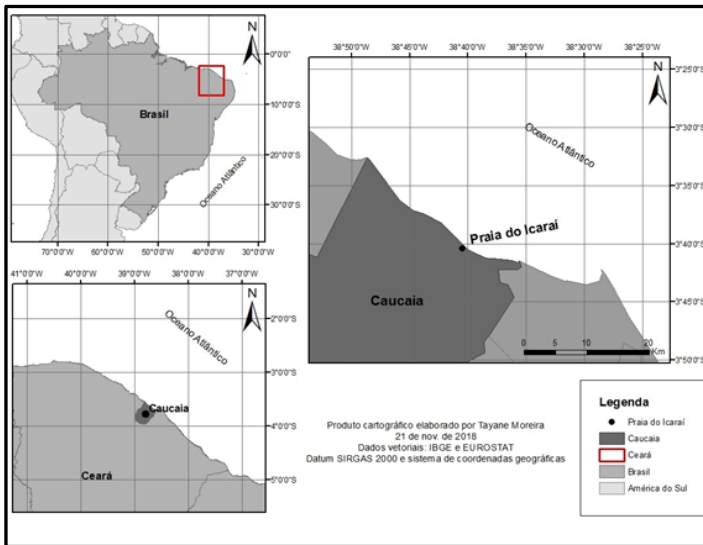 N
0°0'0"
10°0'0"S
20°0'0"S
30°0'0"S
Brasil
Oceano Atlântico
70°0'0"W 60°0'0"W 50°0'0"W 40°0'0"W 30°0'0"W
41°0'0"W 40°0'0"W 39°0'0"W 38°0'0"W 37°0'0"W
N
2°0'0"S
3°0'0"S
4°0'0"S
5°0'0"S
Oceano Atlântico
Caucaia
Ceará
38°50'0"W 38°45'0"W 38°40'0"W 38°35'0"W 38°30'0"W 38°25'0"W
N
3°25'0"S
3°30'0"S
3°35'0"S
3°40'0"S
3°45'0"S
3°50'0"S
Oceano Atlântico
Praia do Icaraí
Caucaia
0 5 10 20
Km
Produto cartográfico elaborado por Tayane Moreira
21 de nov. de 2018
Dados vetoriais: IBGE e EUROSTAT
Datum SIRGAS 2000 e sistema de coordenadas geográficas
Legenda
Praia do Icaraí
Caucaia
Ceará
Brasil
América do Sul